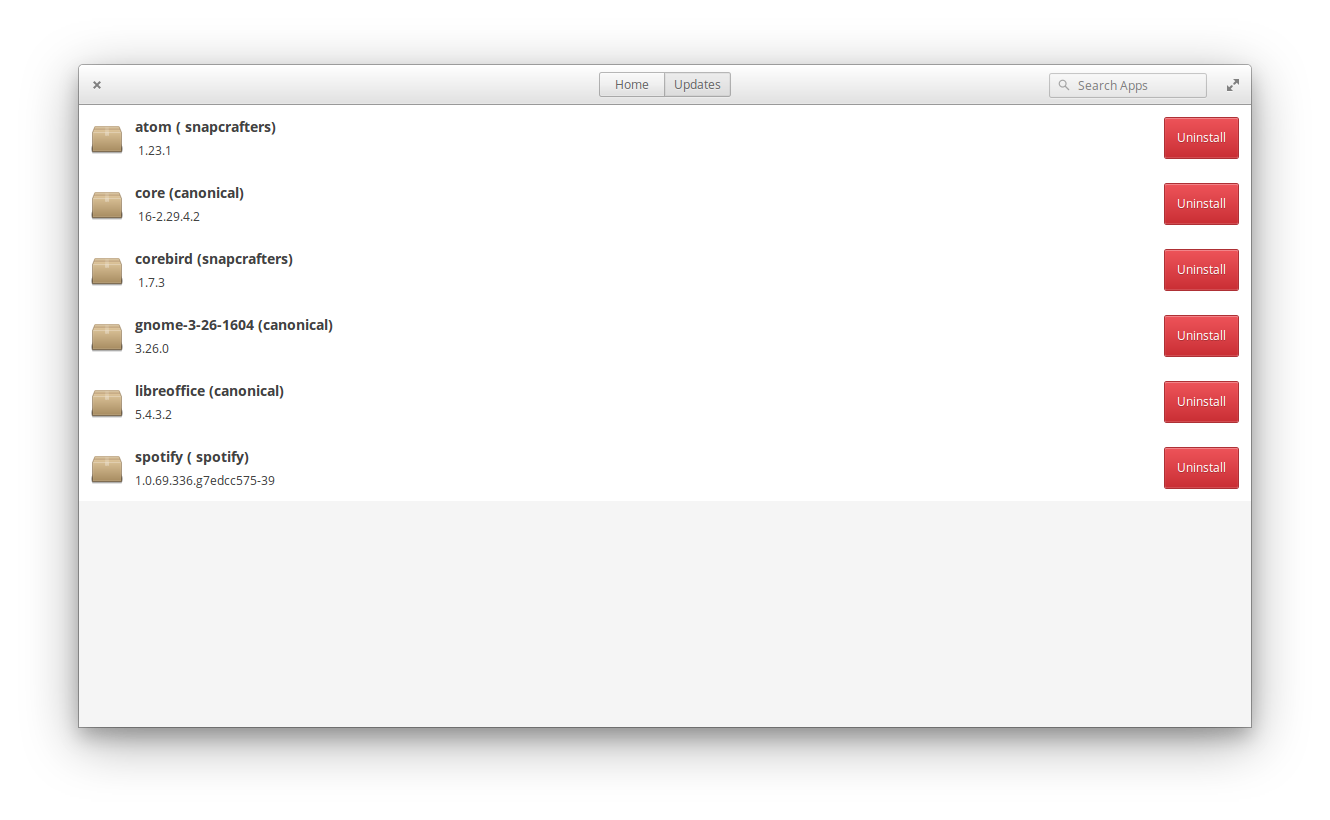 Home Updates Search Apps
atom ( snapcrafters)
1.23.1
Uninstall
core (canonical)
16-2.29.4.2
Uninstall
corebird (snapcrafters)
1.7.3
Uninstall
gnome-3-26-1604 (canonical)
3.26.0
Uninstall
libreoffice (canonical)
5.4.3.2
Uninstall
spotify ( spotify)
1.0.69.336.g7edcc575-39
Uninstall